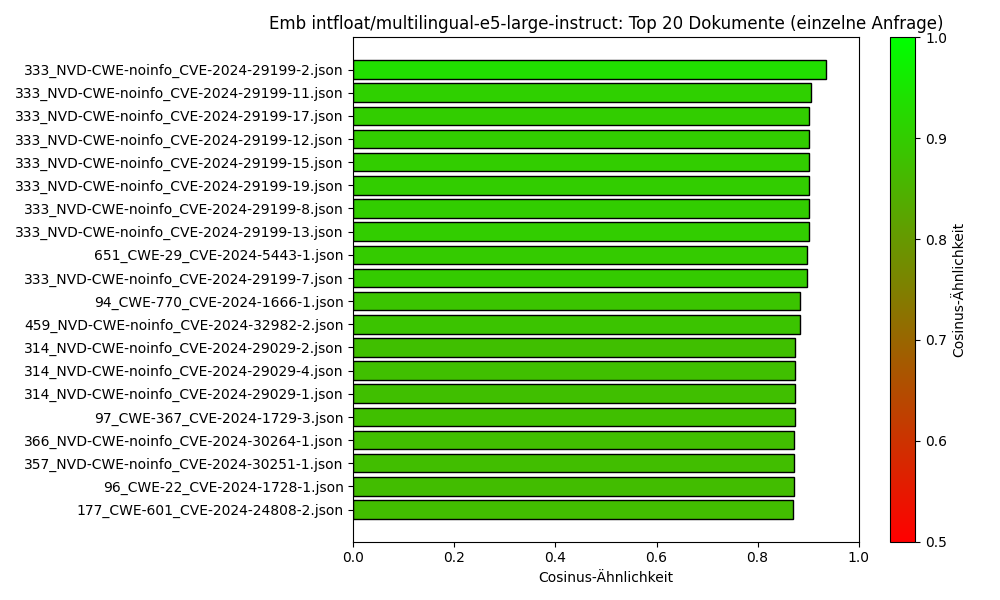 Emb intfloat/multilingual-e5-large-instruct: Top 20 Dokumente (einzelne Anfrage)
333_NVD-CWE-noinfo_CVE-2024-29199-2.json
333_NVD-CWE-noinfo_CVE-2024-29199-11.json
333_NVD-CWE-noinfo_CVE-2024-29199-17.json
333_NVD-CWE-noinfo_CVE-2024-29199-12.json
333_NVD-CWE-noinfo_CVE-2024-29199-15.json
333_NVD-CWE-noinfo_CVE-2024-29199-19.json
333_NVD-CWE-noinfo_CVE-2024-29199-8.json
333_NVD-CWE-noinfo_CVE-2024-29199-13.json
651_CWE-29_CVE-2024-5443-1.json
333_NVD-CWE-noinfo_CVE-2024-29199-7.json
94_CWE-770_CVE-2024-1666-1.json
459_NVD-CWE-noinfo_CVE-2024-32982-2.json
314_NVD-CWE-noinfo_CVE-2024-29029-2.json
314_NVD-CWE-noinfo_CVE-2024-29029-4.json
314_NVD-CWE-noinfo_CVE-2024-29029-1.json
97_CWE-367_CVE-2024-1729-3.json
366_NVD-CWE-noinfo_CVE-2024-30264-1.json
357_NVD-CWE-noinfo_CVE-2024-30251-1.json
96_CWE-22_CVE-2024-1728-1.json
177_CWE-601_CVE-2024-24808-2.json
0.0 0.2 0.4 0.6 0.8 1.0
Cosinus-Ähnlichkeit
1.0
0.9
0.8
0.7
0.6
0.5
Cosinus-Ähnlichkeit